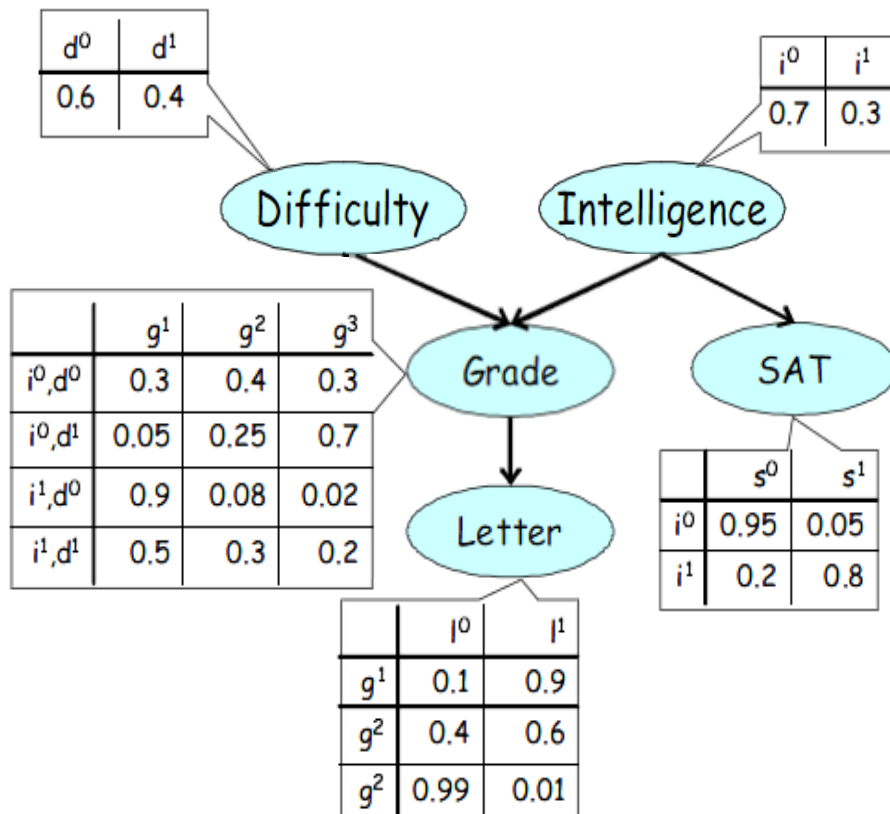 d⁰ d¹
0.6 0.4
i⁰ i¹
0.7 0.3
Difficulty
Intelligence
g¹ g² g³
i⁰,d⁰ 0.3 0.4 0.3
i⁰,d¹ 0.05 0.25 0.7
i¹,d⁰ 0.9 0.08 0.02
i¹,d¹ 0.5 0.3 0.2
Grade
SAT
s⁰ s¹
i⁰ 0.95 0.05
i¹ 0.2 0.8
Letter
l⁰ l¹
g¹ 0.1 0.9
g² 0.4 0.6
g² 0.99 0.01